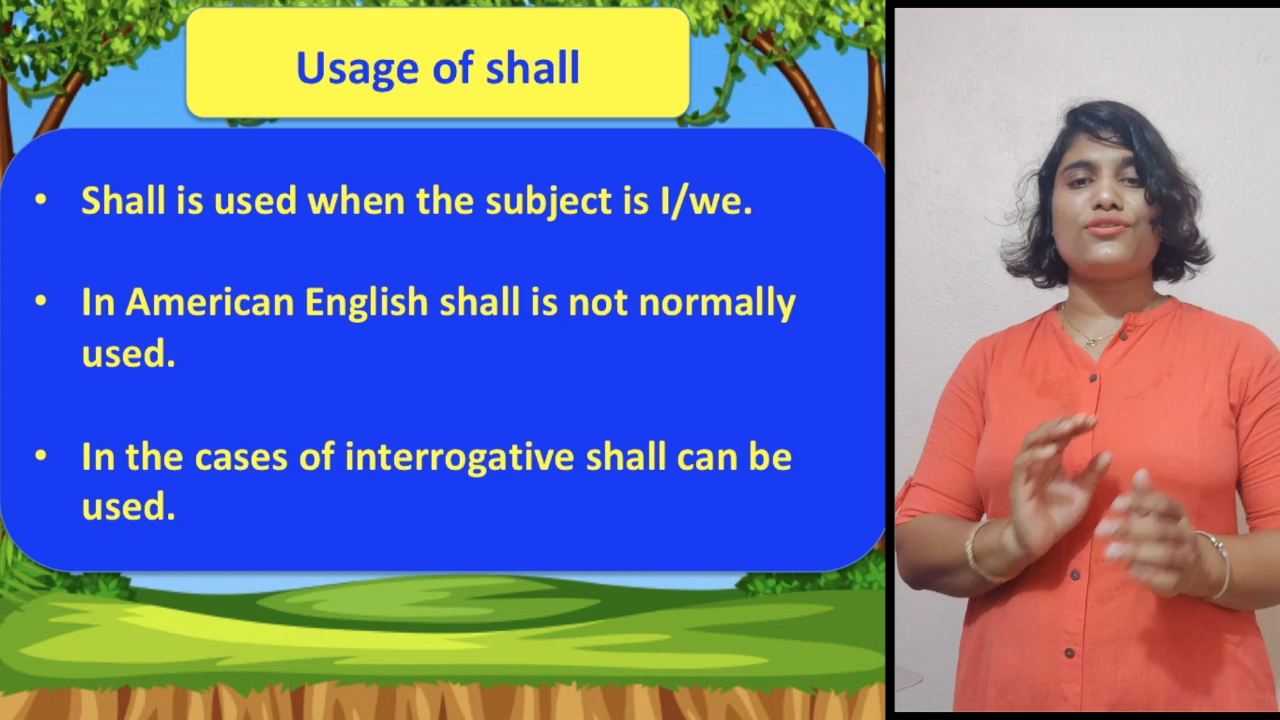 Usage of shall
• Shall is used when the subject is I/we.
• In American English shall is not normally
used.
• In the cases of interrogative shall can be
used.